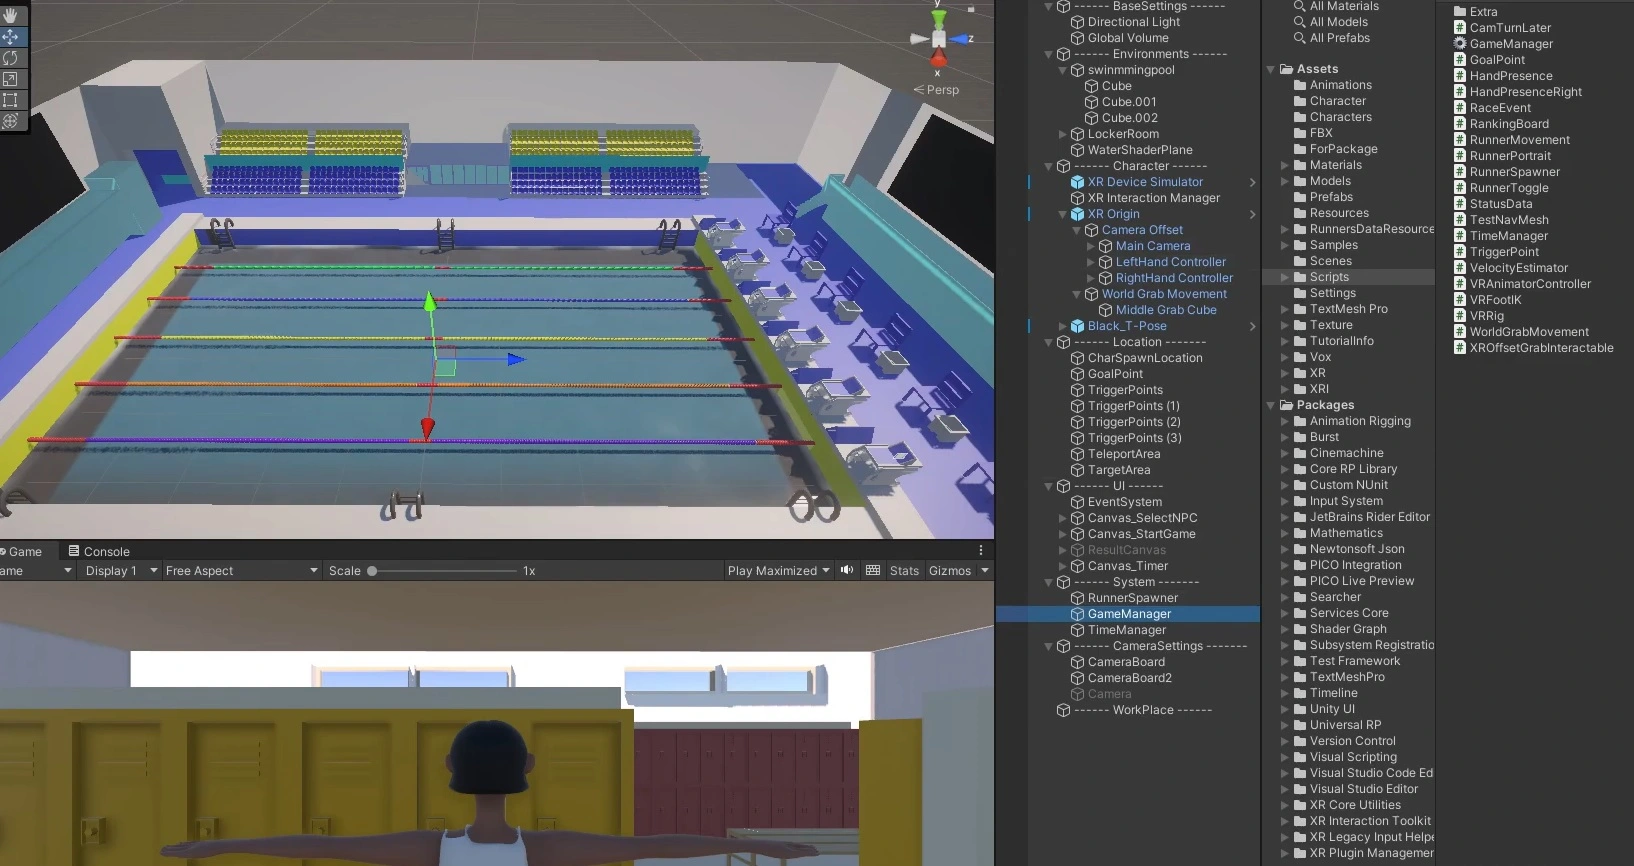 y
z
x
Persp
Game
Console
ame
Display 1
Free Aspect
Scale
1x
Play Maximized
Stats
Gizmos
------ BaseSettings ------
Directional Light
Global Volume
------ Environments ------
swinmmingpool
Cube
Cube.001
Cube.002
LockerRoom
WaterShaderPlane
------ Character ------
XR Device Simulator
XR Interaction Manager
XR Origin
Camera Offset
Main Camera
LeftHand Controller
RightHand Controller
World Grab Movement
Middle Grab Cube
Black_T-Pose
------ Location -------
CharSpawnLocation
GoalPoint
TriggerPoints
TriggerPoints (1)
TriggerPoints (2)
TriggerPoints (3)
TeleportArea
TargetArea
------ UI ------
EventSystem
Canvas_SelectNPC
Canvas_StartGame
ResultCanvas
Canvas_Timer
------ System -------
RunnerSpawner
GameManager
TimeManager
------ CameraSettings -------
CameraBoard
CameraBoard2
Camera
------ WorkPlace ------
All Materials
All Models
All Prefabs
Assets
Animations
Character
Characters
FBX
ForPackage
Materials
Models
Prefabs
Resources
RunnersDataResource
Samples
Scenes
Scripts
Settings
TextMesh Pro
Texture
TutorialInfo
Vox
XR
XRI
Packages
Animation Rigging
Burst
Cinemachine
Core RP Library
Custom NUnit
Input System
JetBrains Rider Editor
Mathematics
Newtonsoft Json
PICO Integration
PICO Live Preview
Searcher
Services Core
Shader Graph
Subsystem Registratio
Test Framework
TextMeshPro
Timeline
Unity UI
Universal RP
Version Control
Visual Scripting
Visual Studio Code Ed
Visual Studio Editor
XR Core Utilities
XR Interaction Toolkit
XR Legacy Input Helpe
XR Plugin Managemer
Extra
CamTurnLater
GameManager
GoalPoint
HandPresence
HandPresenceRight
RaceEvent
RankingBoard
RunnerMovement
RunnerPortrait
RunnerSpawner
RunnerToggle
StatusData
TestNavMesh
TimeManager
TriggerPoint
VelocityEstimator
VRAnimatorController
VRFootIK
VRRig
WorldGrabMovement
XROffsetGrabInteractable